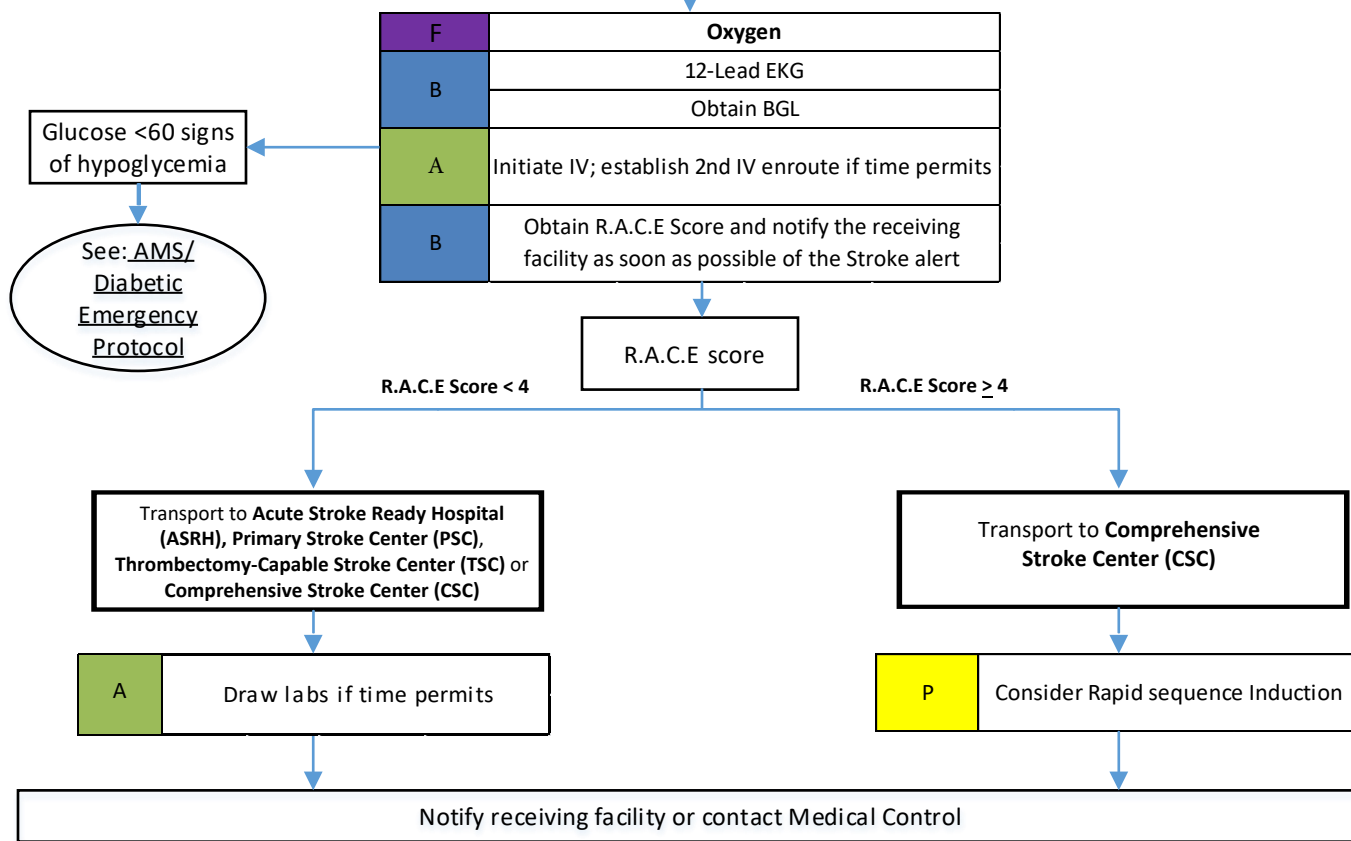 F
Oxygen
B
12-Lead EKG
Obtain BGL
Glucose <60 signs
of hypoglycemia
A
Initiate IV; establish 2nd IV enroute if time permits
B
Obtain R.A.C.E Score and notify the receiving
facility as soon as possible of the Stroke alert
See: AMS/
Diabetic
Emergency
Protocol
R.A.C.E score
R.A.C.E Score < 4
R.A.C.E Score ≥ 4
Transport to Acute Stroke Ready Hospital
(ASRH), Primary Stroke Center (PSC),
Thrombectomy-Capable Stroke Center (TSC) or
Comprehensive Stroke Center (CSC)
Transport to Comprehensive
Stroke Center (CSC)
A
Draw labs if time permits
P
Consider Rapid sequence Induction
Notify receiving facility or contact Medical Control